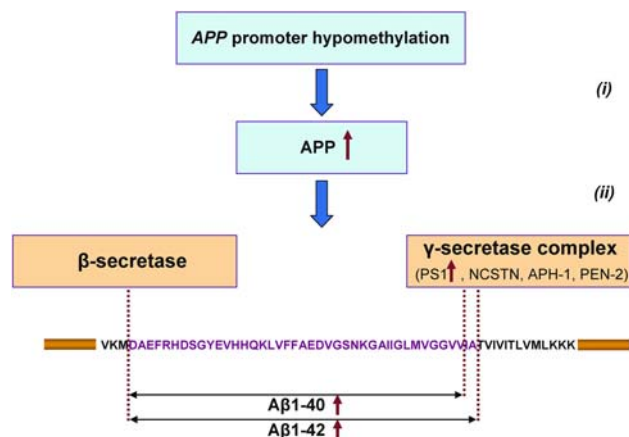 APP promoter hypomethylation
(i)
APP
(ii)
β-secretase
γ-secretase complex
(PS1 , NCSTN, APH-1, PEN-2)
VKMDAEFRHDSGYEVHHQKLVFFAEDVGSNKGAIIGLMVGGVVIATVIVITLVMLKKK
Aβ1-40
Aβ1-42